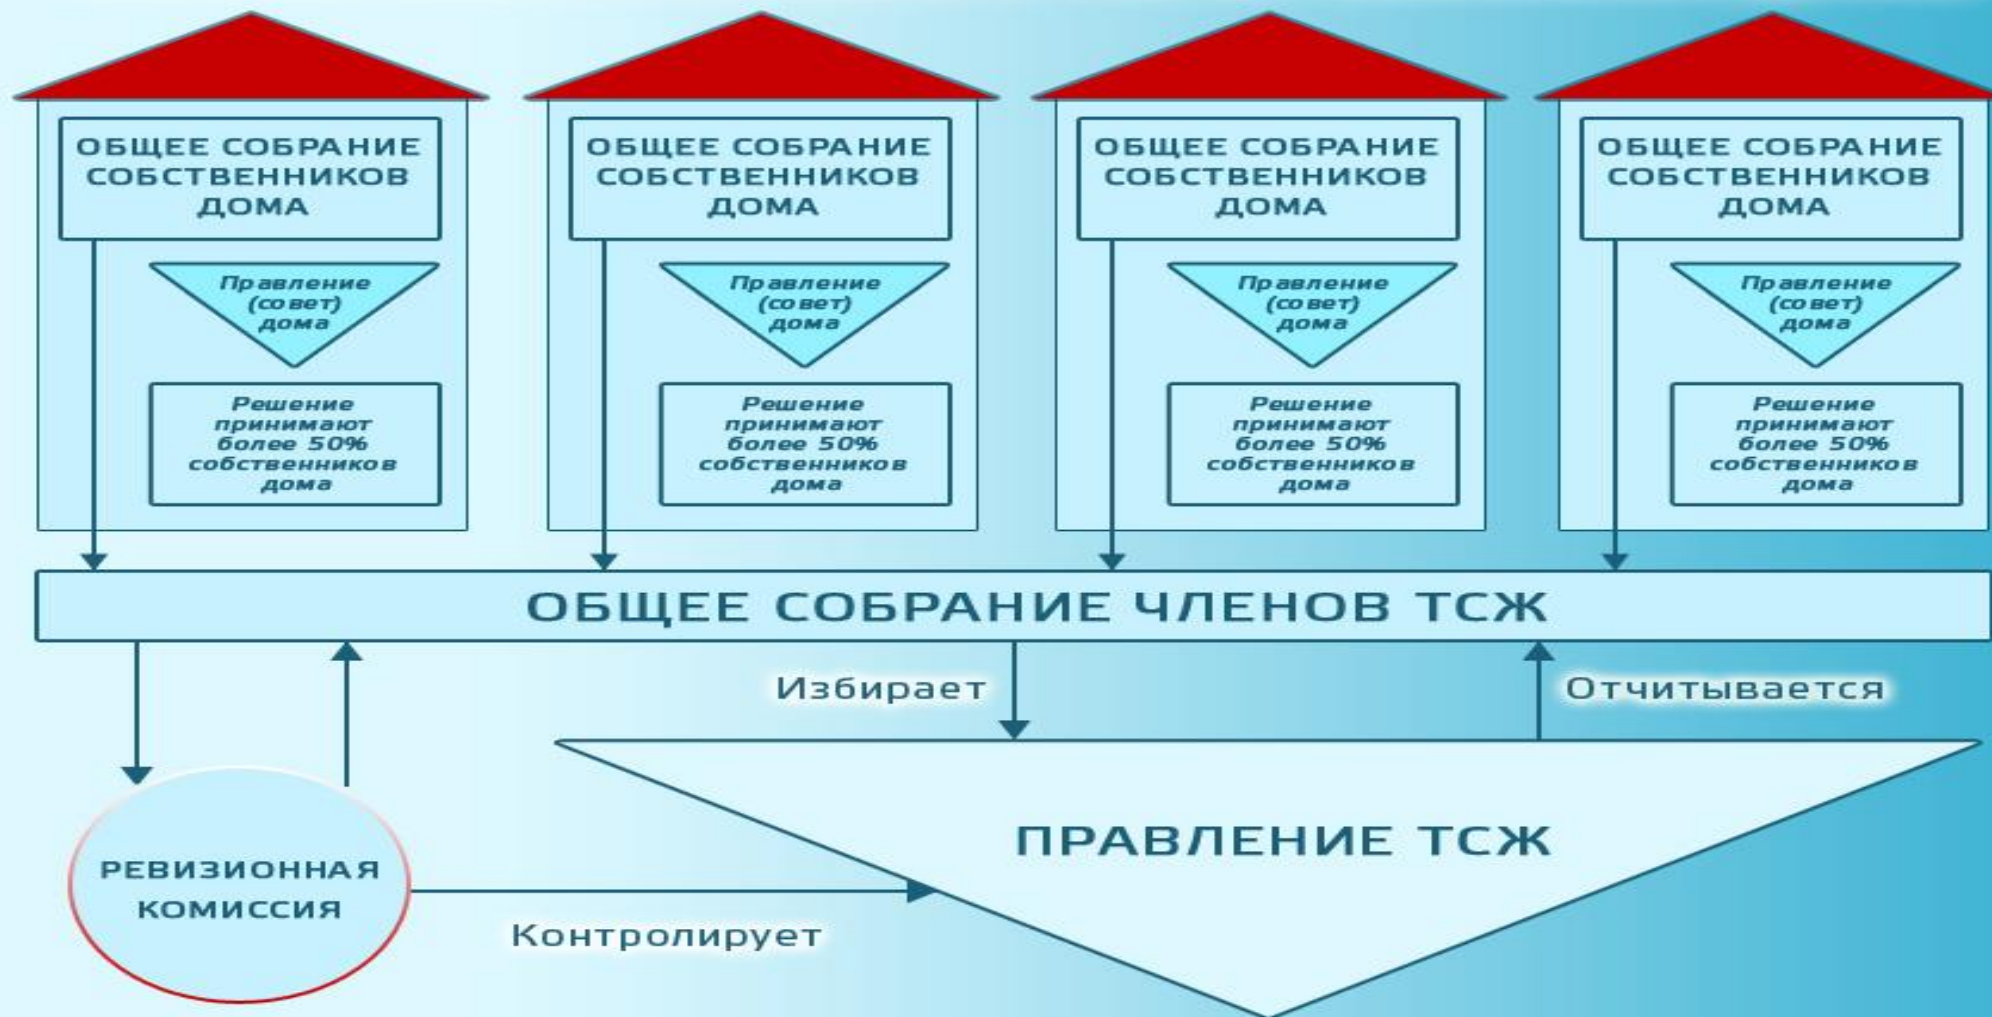 ОБЩЕЕ СОБРАНИЕ
СОБСТВЕННИКОВ
ДОМА
Правление
(совет)
дома
Решение
принимают
более 50%
собственников
дома
ОБЩЕЕ СОБРАНИЕ
СОБСТВЕННИКОВ
ДОМА
Правление
(совет)
дома
Решение
принимают
более 50%
собственников
дома
ОБЩЕЕ СОБРАНИЕ
СОБСТВЕННИКОВ
ДОМА
Правление
(совет)
дома
Решение
принимают
более 50%
собственников
дома
ОБЩЕЕ СОБРАНИЕ
СОБСТВЕННИКОВ
ДОМА
Правление
(совет)
дома
Решение
принимают
более 50%
собственников
дома
ОБЩЕЕ СОБРАНИЕ ЧЛЕНОВ ТСЖ
Избирает
Отчитывается
ПРАВЛЕНИЕ ТСЖ
РЕВИЗИОННАЯ
КОМИССИЯ
Контролирует